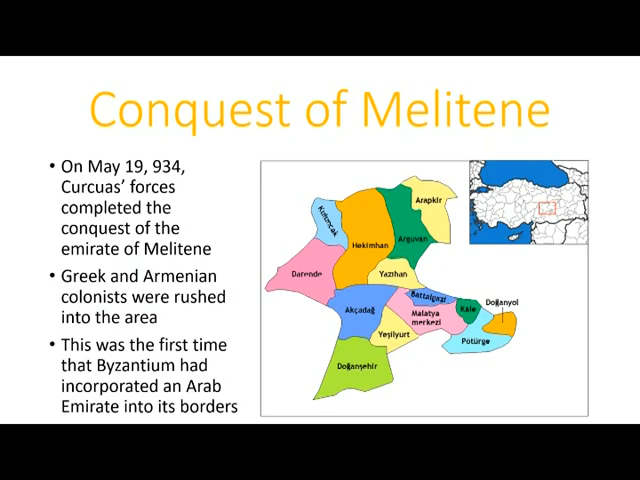 Conquest of Melitene
• On May 19, 934,
Curcuas’ forces
completed the
conquest of the
emirate of Melitene
• Greek and Armenian
colonists were rushed
into the area
• This was the first time
that Byzantium had
incorporated an Arab
Emirate into its borders
Arapkir
Kuluncak
Hekimhan
Arguvan
Darende
Yazıhan
Battalgazi
Doğanyol
Akçadağ
Malatya
merkezi
Kale
Yeşilyurt
Pötürge
Doğanşehir